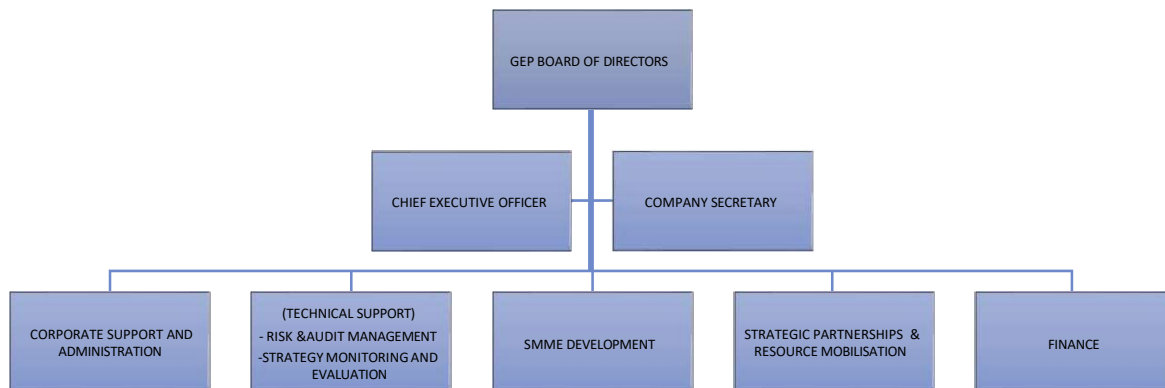 GEP BOARD OF DIRECTORS
CHIEF EXECUTIVE OFFICER
COMPANY SECRETARY
CORPORATE SUPPORT AND
ADMINISTRATION
(TECHNICAL SUPPORT)
- RISK &AUDIT MANAGEMENT
-STRATEGY MONITORING AND
EVALUATION
SMME DEVELOPMENT
STRATEGIC PARTNERSHIPS &
RESOURCE MOBILISATION
FINANCE